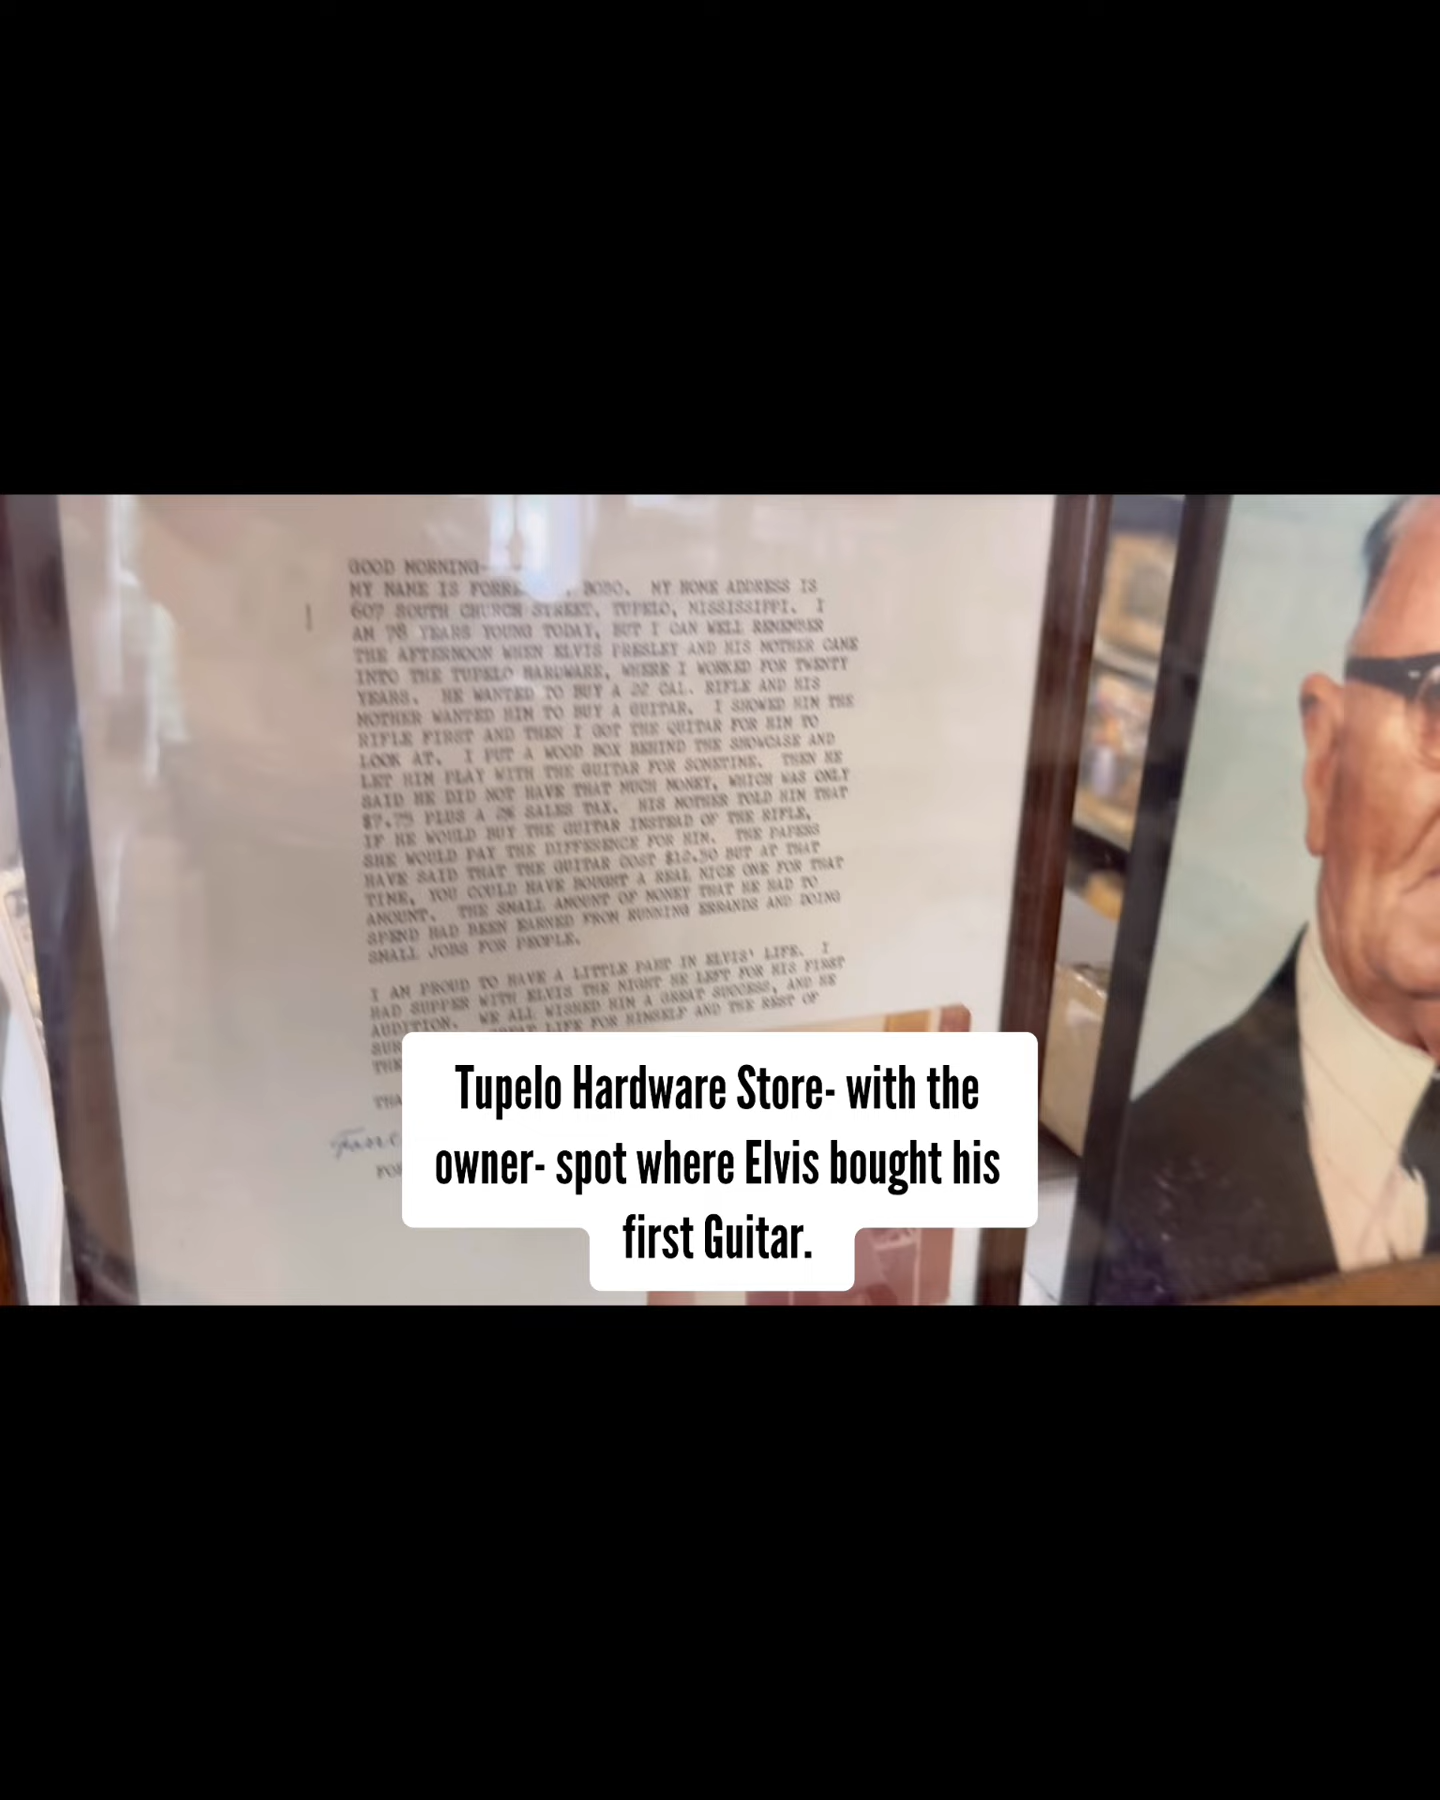 GOOD MORNING-
MY NAME IS BOBO. MY HOME ADDRESS IS
607 SOUTH CHURCH STREET, TUPELO, MISSISSIPPI. I
AM 78 YEARS YOUNG TODAY, BUT I CAN WELL REMEMBER
THE AFTERNOON WHEN ELVIS PRESLEY AND HIS MOTHER CAME
INTO THE TUPELO HARDWARE, WHERE I WORKED FOR TWENTY
YEARS. HE WANTED TO BUY A 22 CAL. RIFLE AND HIS
MOTHER WANTED HIM TO BUY A GUITAR. I SHOWED HIM THE
RIFLE FIRST AND THEN I GOT THE GUITAR FOR HIM TO
LOOK AT. I PUT A WOOD BOX BEHIND THE SHOWCASE AND
LET HIM PLAY WITH THE GUITAR FOR SOMETIME. THEN HE
SAID HE DID NOT HAVE THAT MUCH MONEY, WHICH WAS ONLY
$7.75 PLUS A 2% SALES TAX. HIS MOTHER TOLD HIM THAT
IF HE WOULD BUY THE GUITAR INSTEAD OF THE RIFLE,
SHE WOULD PAY THE DIFFERENCE FOR HIM. THE PAPERS
HAVE SAID THAT THE GUITAR COST $12.50 BUT AT THAT
TIME, YOU COULD HAVE BOUGHT A REAL NICE ONE FOR THAT
AMOUNT. THE SMALL AMOUNT OF MONEY THAT HE HAD TO
SPEND HAD BEEN EARNED FROM RUNNING ERRANDS AND DOING
SMALL JOBS FOR PEOPLE.
I AM PROUD TO HAVE A LITTLE PART IN ELVIS' LIFE. I
HAD SUPPER WITH ELVIS THE NIGHT HE LEFT FOR HIS FIRST
AUDITION. WE ALL WISHED HIM A GREAT SUCCESS, AND HE
LIFE FOR HIMSELF AND THE REST OF
Tupelo Hardware Store- with the
owner- spot where Elvis bought his
first Guitar.